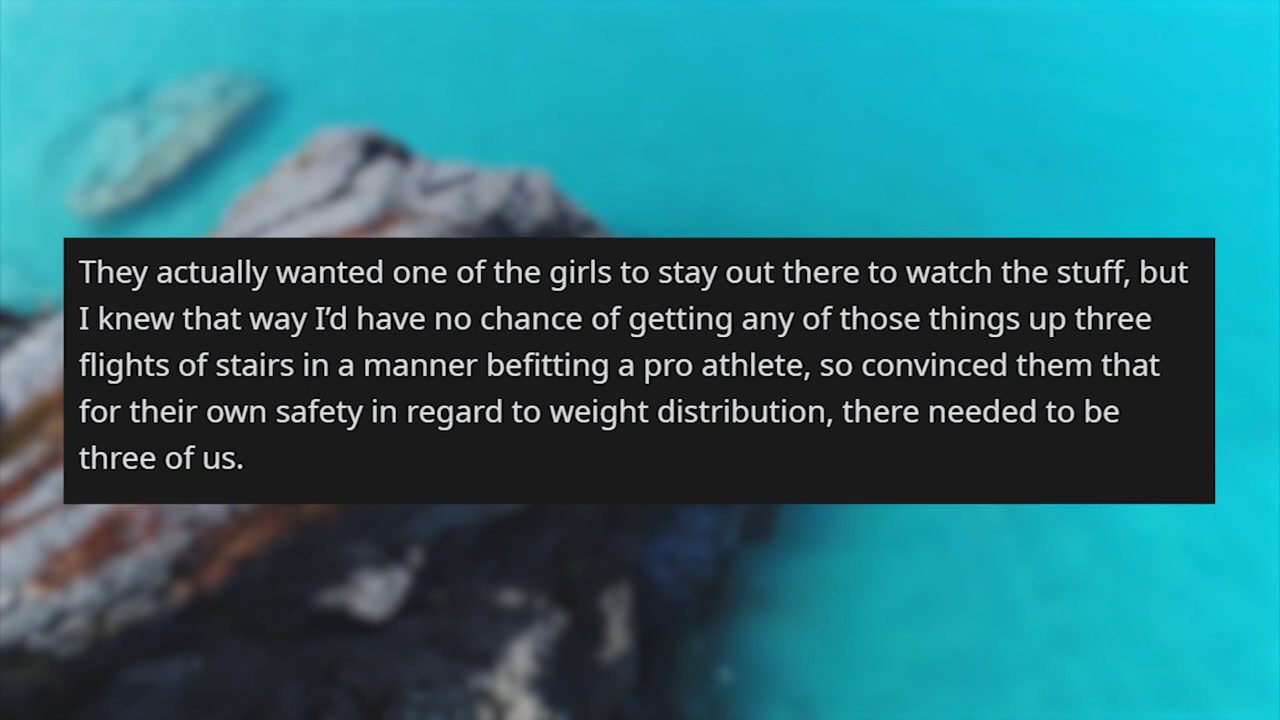 They actually wanted one of the girls to stay out there to watch the stuff, but
I knew that way I’d have no chance of getting any of those things up three
flights of stairs in a manner befitting a pro athlete, so convinced them that
for their own safety in regard to weight distribution, there needed to be
three of us.